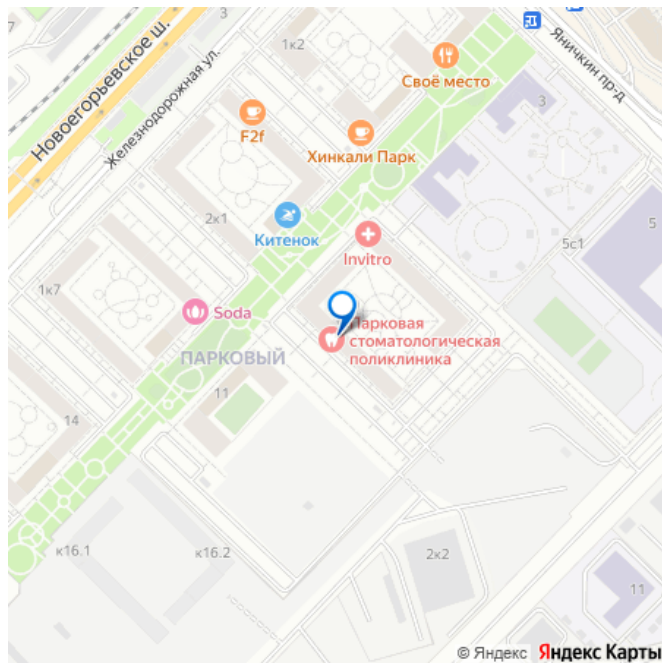 1к2
Яничкин пр-д
Новоегорьевское ш.
Железнодорожная ул.
Своё место
3
F2f
Хинкали Парк
2к1
Китенок
Invitro
5
5с1
1к7
Soda
Парковая
стоматологическая
поликлиника
ПАРКОВЫЙ
11
14
к16.1
к16.2
2к2
11
© Яндекс Яндекс Карты